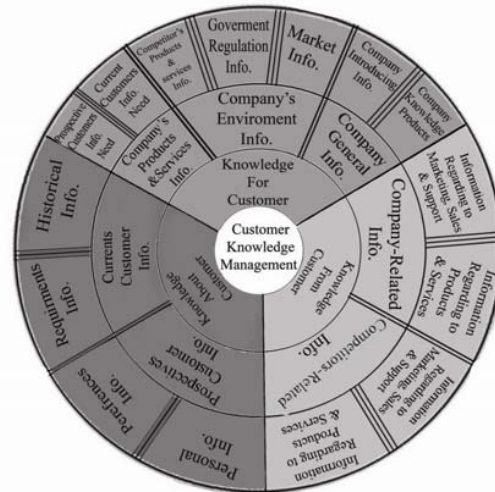 Customer
Knowledge
Management
Knowledge
For
Customer
Knowledge
From
Customer
Knowledge
About
Customer
Company's
Products
&Services
Info.
Company's
Enviroment
Info.
Company
General
Info.
Company-Related
Info.
Competitors-Related
Info.
Prospectives
Customer
Info.
Currents
Customer
Info.
Prospective
Customers
Info.
Need
Current
Customers
Info.
Need
Competitor's
Products
&
services
Info.
Goverment
Regulation
Info.
Market
Info.
Company
Introducing
Info.
Company
Knowledge
Products
Information
Regarding to
Marketing, Sales
& Support
Information
Regarding to
Products
& Services
Information
Regarding to
Marketing, Sales
& Support
Information
Regarding to
Products
& Services
Personal
Info.
Perefrences
Info.
Requirments
Info.
Historical
Info.